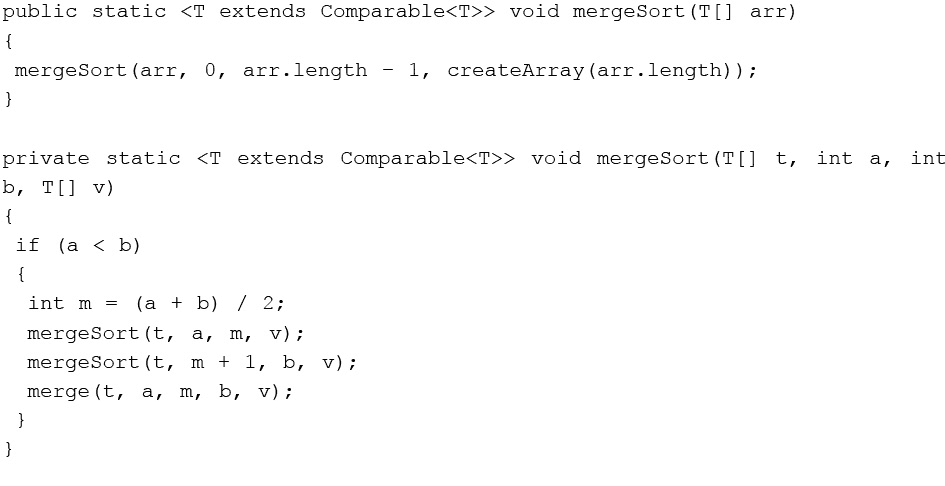 public static <T extends Comparable<T>> void mergeSort(T[] arr)
{
 mergeSort(arr, 0, arr.length - 1, createArray(arr.length));
}

private static <T extends Comparable<T>> void mergeSort(T[] t, int a, int
b, T[] v)
{
 if (a < b)
 {
  int m = (a + b) / 2;
  mergeSort(t, a, m, v);
  mergeSort(t, m + 1, b, v);
  merge(t, a, m, b, v);
 }
}